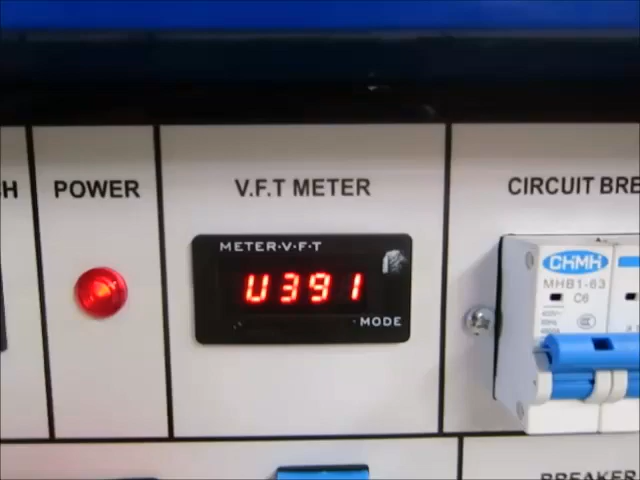 H
POWER
V.F.T METER
METER·V·F·T
U391
MODE
CIRCUIT BRE
CHMH
MHB1-63
C6
BREAKER